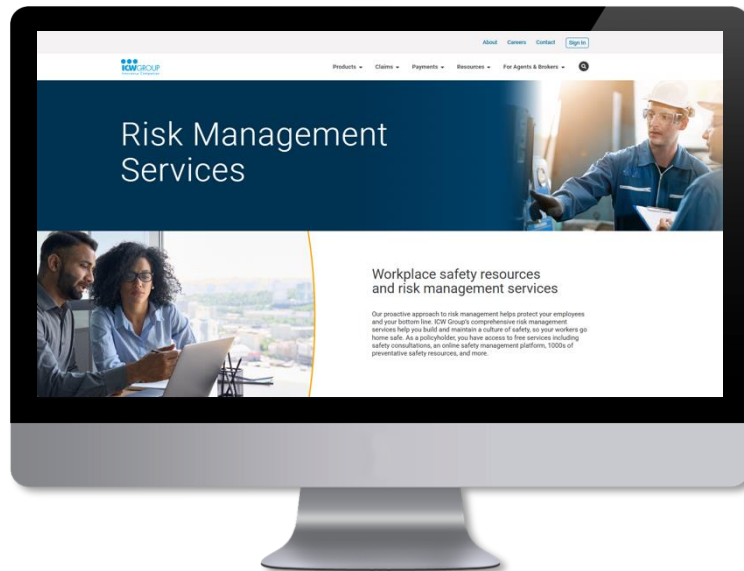 About Careers Contact Sign In
ICWGROUP
Products Claims Payments Resources For Agents & Brokers
Risk Management
Services
Workplace safety resources
and risk management services
Our proactive approach to risk management helps protect your employees
and your bottom line. ICW Group's comprehensive risk management
services help you build and maintain a culture of safety, so your workers go
home safe. As a policyholder, you have access to free services including
safety consultations, an online safety management platform, 1000s of
preventative safety resources, and more.